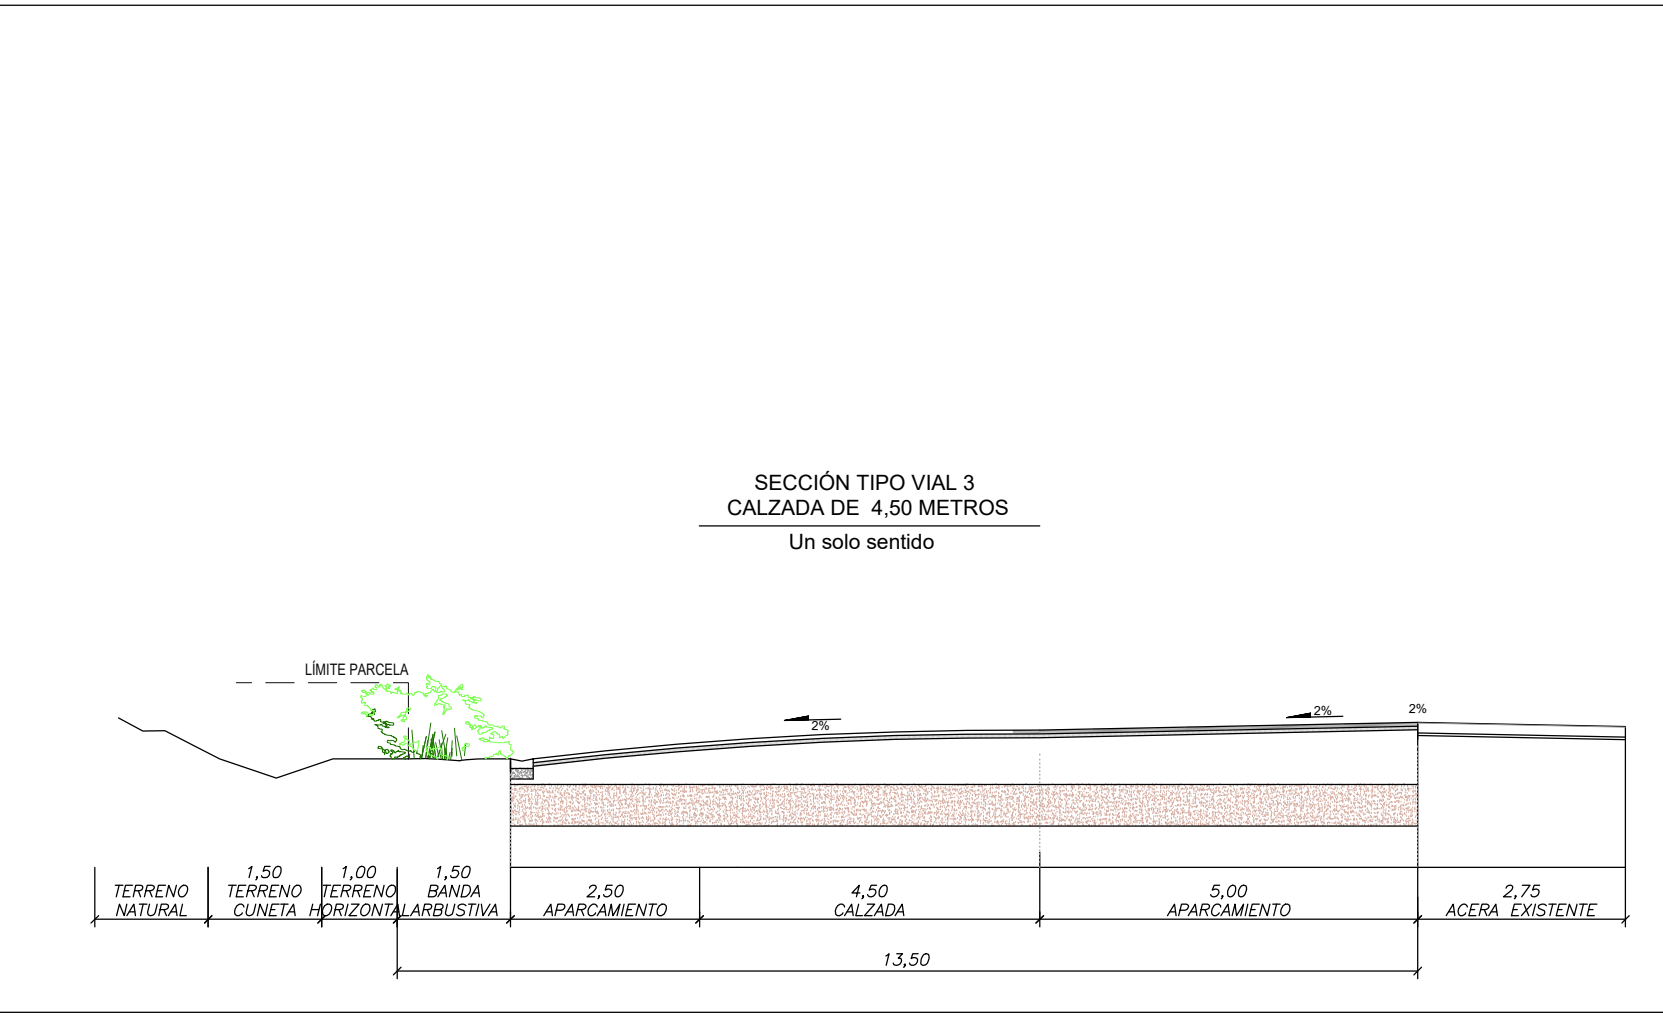 SECCIÓN TIPO VIAL 3
CALZADA DE 4,50 METROS
Un solo sentido
LÍMITE PARCELA
2%
2%
2%
TERRENO
NATURAL
1,50
TERRENO
CUNETA
1,00
TERRENO
HORIZONTAL
1,50
BANDA
ARBUSTIVA
2,50
APARCAMIENTO
4,50
CALZADA
5,00
APARCAMIENTO
2,75
ACERA EXISTENTE
13,50